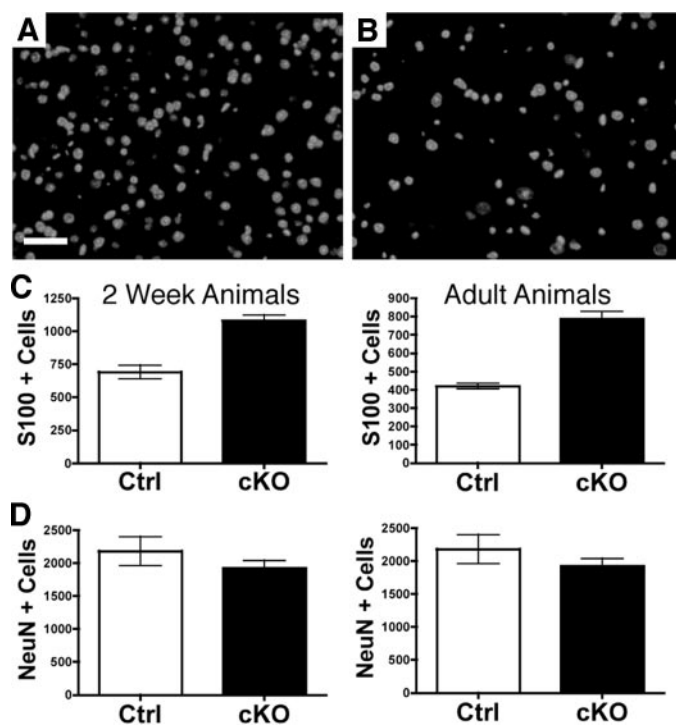 A
B
C
2 Week Animals
Adult Animals
S100 + Cells
1250
1000
750
500
250
0
Ctrl
cKO
S100 + Cells
900
800
700
600
500
400
300
200
100
0
Ctrl
cKO
D
NeuN + Cells
2500
2000
1500
1000
500
0
Ctrl
cKO
NeuN + Cells
2500
2000
1500
1000
500
0
Ctrl
cKO